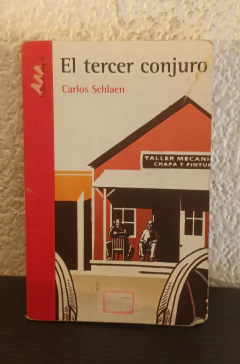 El tercer conjuro
Carlos Schlaen
TALLER MECANI
CHAPA Y PINTUR